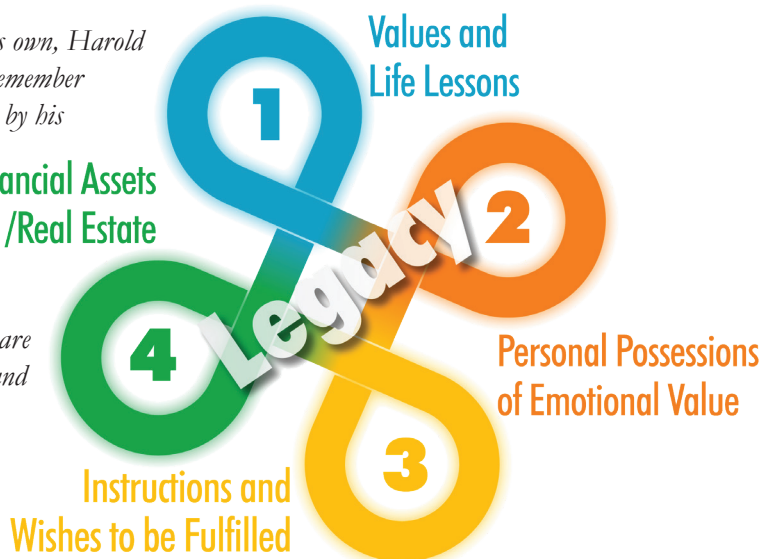 s own, Harold
emember
by his
Values and
Life Lessons
1
ancial Assets
/Real Estate
2
Legacy
are
and
4
Personal Possessions
of Emotional Value
3
Instructions and
Wishes to be Fulfilled